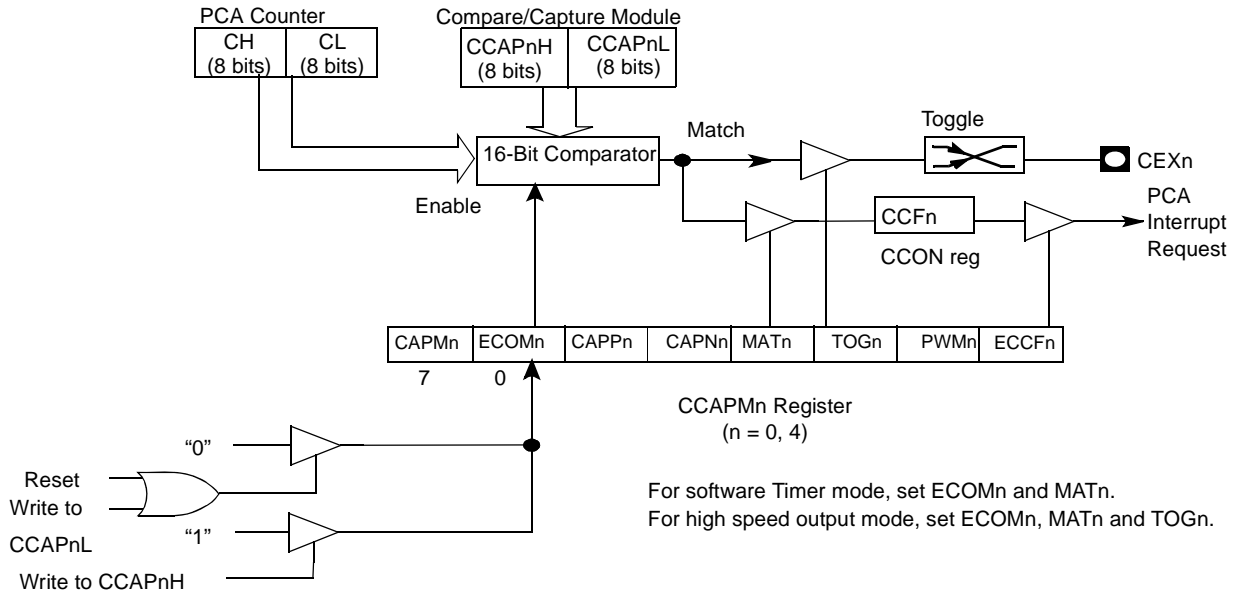 PCA Counter
CH
(8 bits)
CL
(8 bits)
Compare/Capture Module
CCAPnH
(8 bits)
CCAPnL
(8 bits)
16-Bit Comparator
Match
Toggle
CEXn
Enable
CCFn
CCON reg
PCA
Interrupt
Request
CAPMn ECOMn CAPPn CAPNn MATn TOGn PWMn ECCFn
7 0
CCAPMn Register
(n = 0, 4)
“0”
Reset
Write to
CCAPnL
“1”
Write to CCAPnH
For software Timer mode, set ECOMn and MATn.
For high speed output mode, set ECOMn, MATn and TOGn.